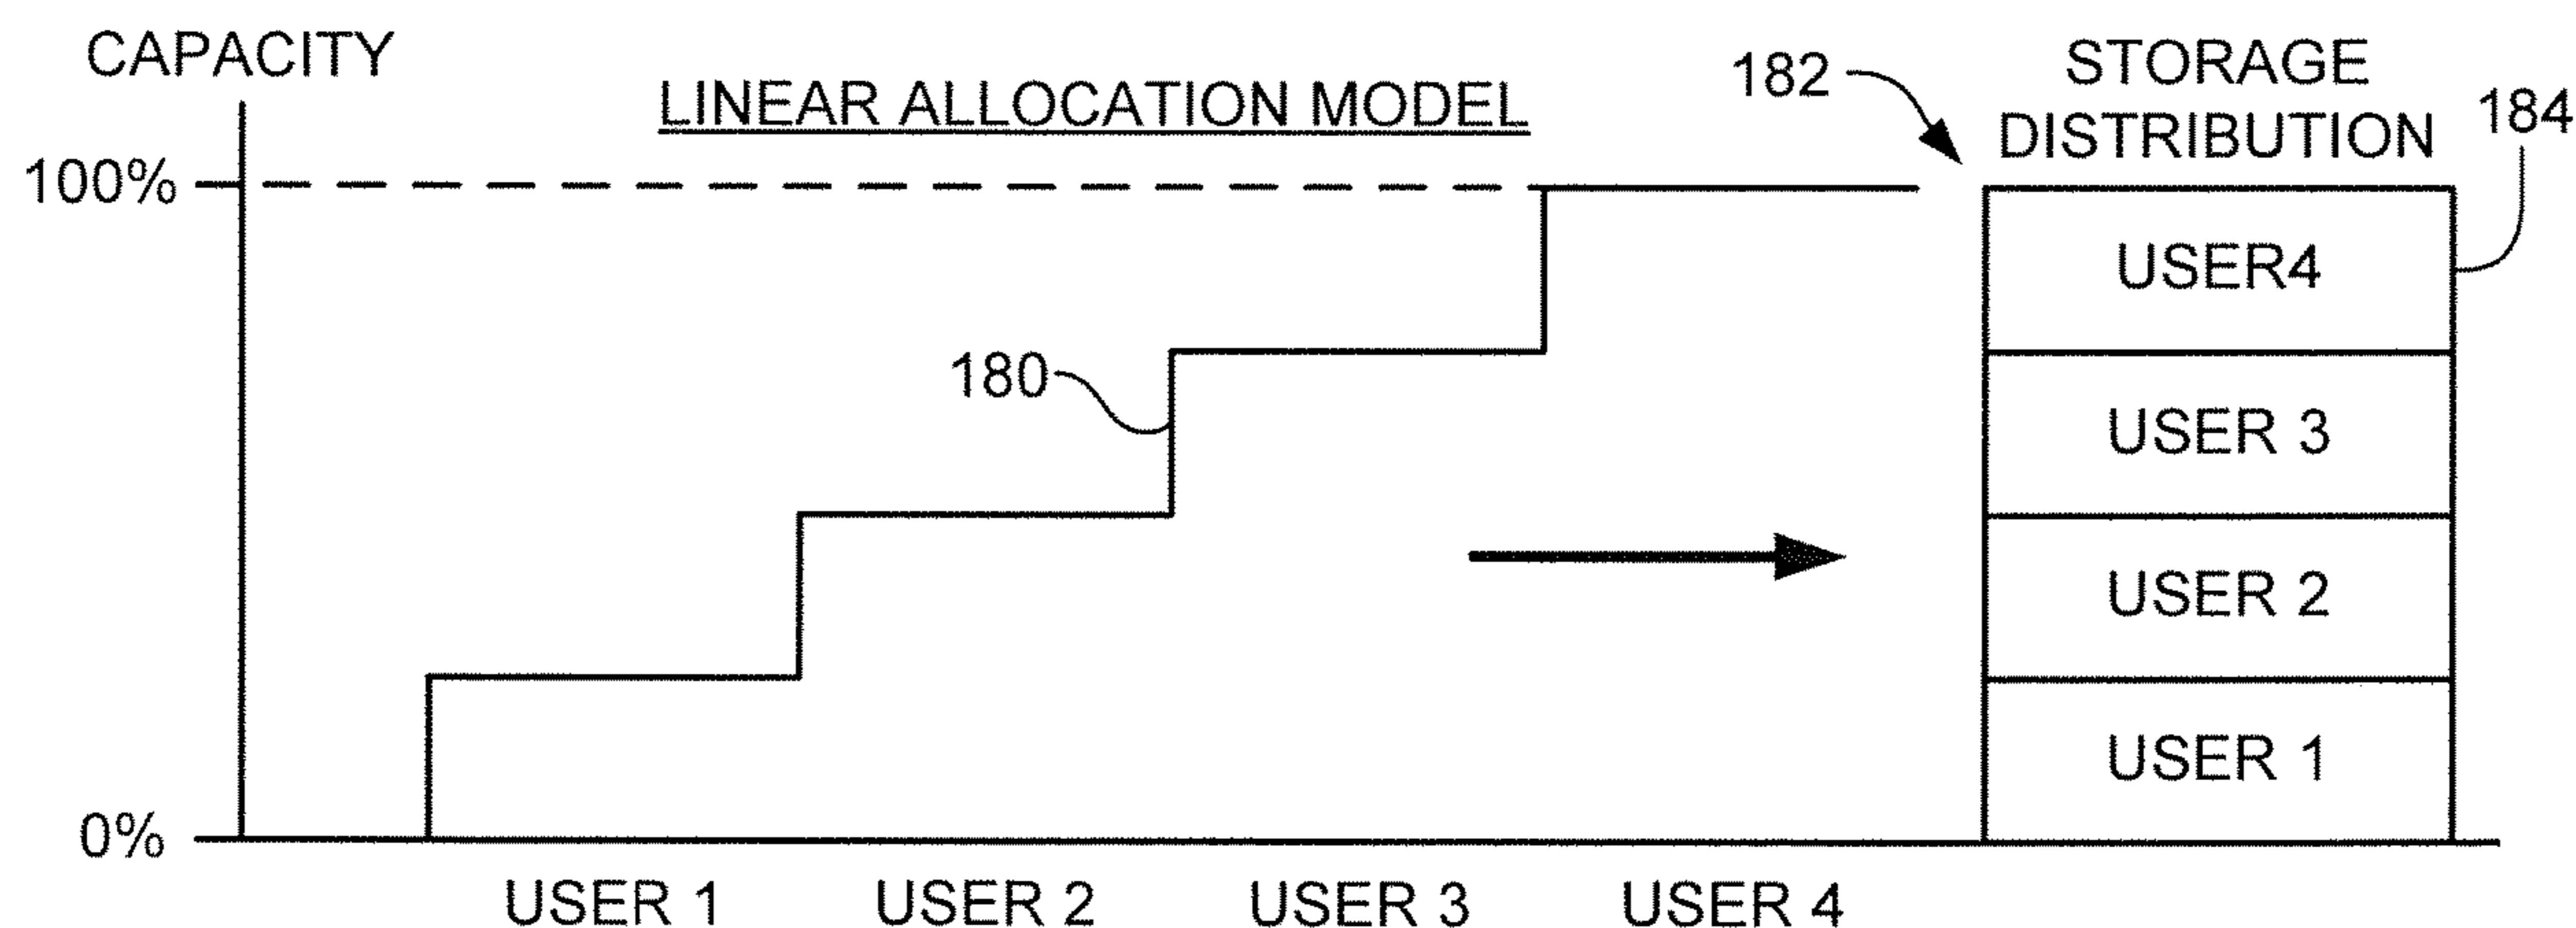 CAPACITY
LINEAR ALLOCATION MODEL
182
STORAGE
DISTRIBUTION
184
100%
USER4
180
USER 3
USER 2
USER 1
0%
USER 1
USER 2
USER 3
USER 4